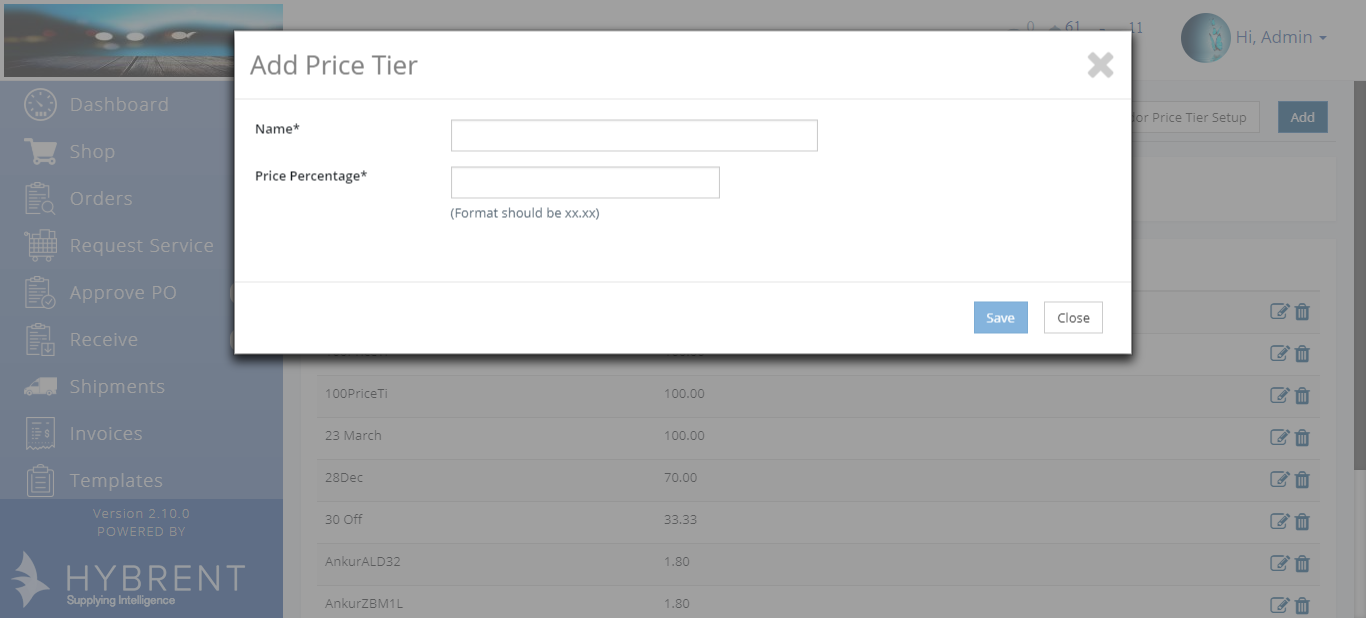 61
11
Hi, Admin
Add Price Tier
Dashboard
Shop
Orders
Request Service
Approve PO
Receive
Shipments
Invoices
Templates
Version 2.10.0
POWERED BY
HYBRENT
Supplying Intelligence
Price Tier Setup
Add
Name*
Price Percentage*
(Format should be xx.xx)
Save
Close
100PriceTi 100.00
23 March 100.00
28Dec 70.00
30 Off 33.33
AnkurALD32 1.80
AnkurZBM1L 1.80